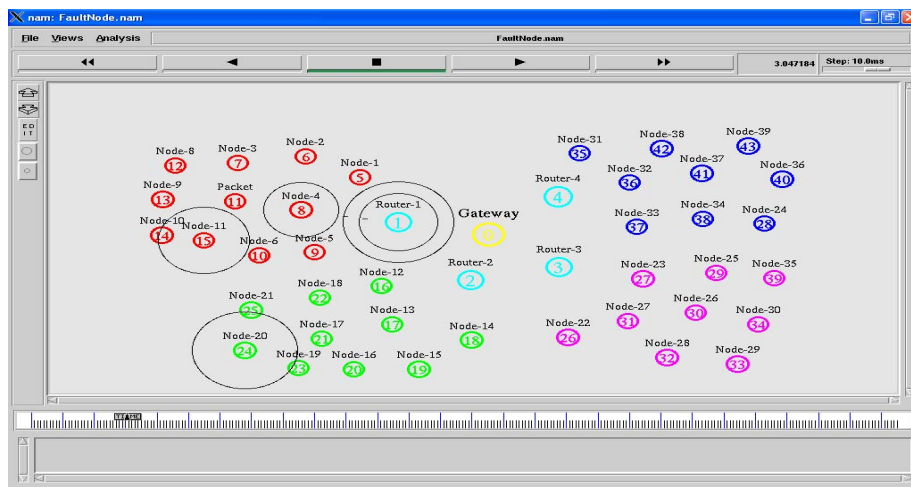 nam: FaultNode.nam
File Views Analysis FaultNode.nam
3.047184 Step: 10.0ms
E D I T
Node-8
12
Node-3
7
Node-2
6
Node-1
5
Node-9
13
Packet
11
Node-4
8
Router-1
1
Gateway
0
Node-10
14
Node-11
15
Node-6
10
Node-5
9
Router-2
2
Router-3
3
Router-4
4
Node-31
35
Node-38
42
Node-39
43
Node-32
36
Node-37
41
Node-36
40
Node-33
37
Node-34
38
Node-24
28
Node-23
27
Node-25
29
Node-35
39
Node-27
31
Node-26
30
Node-30
34
Node-22
26
Node-28
32
Node-29
33
Node-12
16
Node-18
22
Node-21
25
Node-13
17
Node-17
21
Node-20
24
Node-14
18
Node-19
23
Node-16
20
Node-15
19
TIME